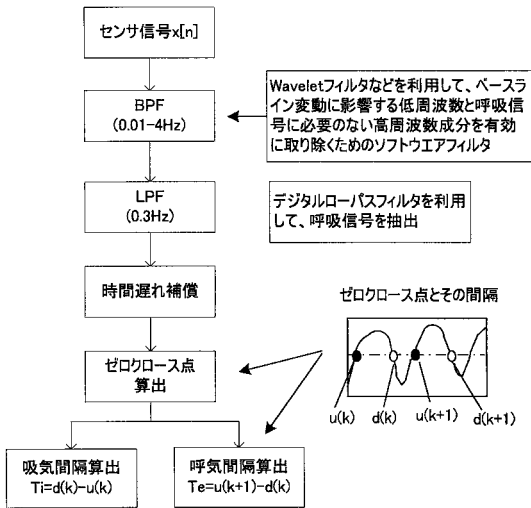 センサ信号x[n]
BPF
(0.01-4Hz)
Waveletフィルタなどを利用して、ベース
ライン変動に影響する低周波数と呼吸信
号に必要のない高周波数成分を有効
に取り除くためのソフトウエアフィルタ
LPF
(0.3Hz)
デジタルローパスフィルタを利用
して、呼吸信号を抽出
時間遅れ補償
ゼロクロース点とその間隔
ゼロクロース点
算出
u(k)
d(k)
u(k+1)
d(k+1)
吸気間隔算出
Ti=d(k)-u(k)
呼気間隔算出
Te=u(k+1)-d(k)